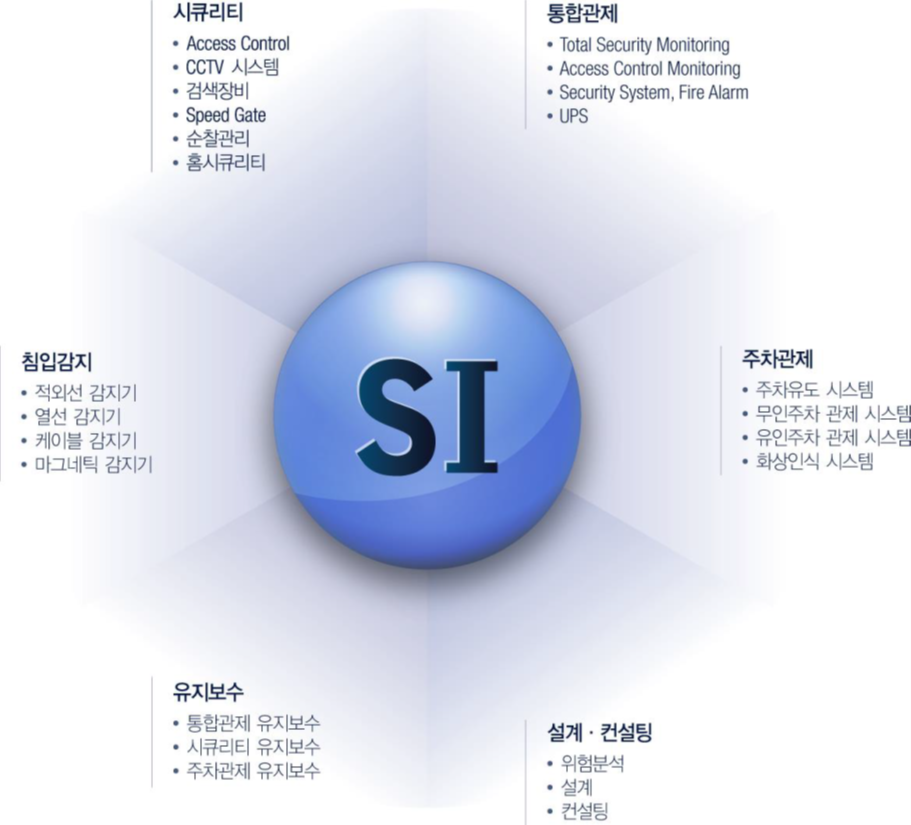 시큐리티
• Access Control
• CCTV 시스템
• 검색장비
• Speed Gate
• 순찰관리
• 홈시큐리티
통합관제
• Total Security Monitoring
• Access Control Monitoring
• Security System, Fire Alarm
• UPS
침입감지
• 적외선 감지기
• 열선 감지기
• 케이블 감지기
• 마그네틱 감지기
SI
주차관제
• 주차유도 시스템
• 무인주차 관제 시스템
• 유인주차 관제 시스템
• 화상인식 시스템
유지보수
• 통합관제 유지보수
• 시큐리티 유지보수
• 주차관제 유지보수
설계 · 컨설팅
• 위험분석
• 설계
• 컨설팅